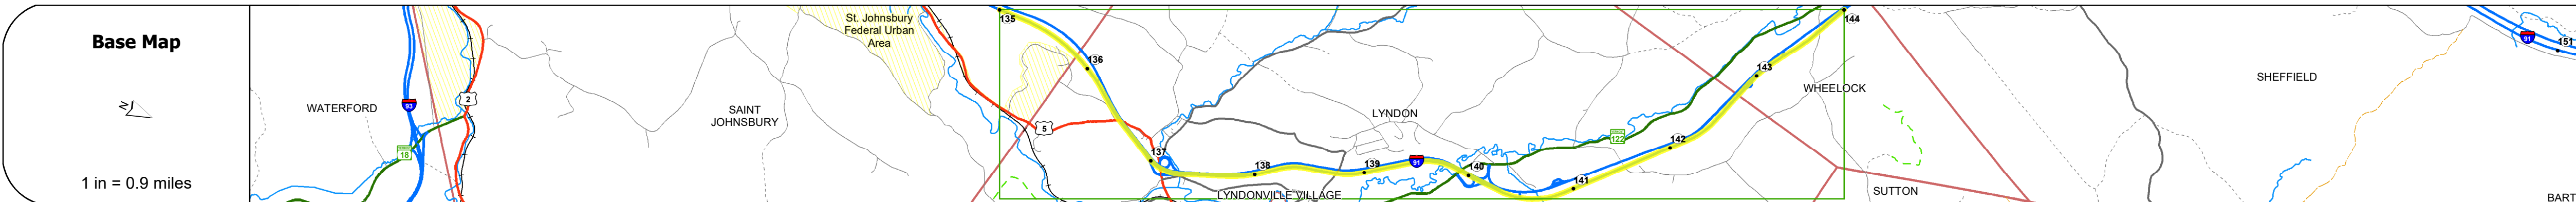 Base Map
N
1 in = 0.9 miles
WATERFORD
93
18
2
SAINT
JOHNSBURY
St. Johnsbury
Federal Urban
Area
135
136
5
137
138
LYNDONVILLE VILLAGE
139
LYNDON
91
140
141
122
142
143
144
WHEELOCK
SUTTON
SHEFFIELD
91
151
BART